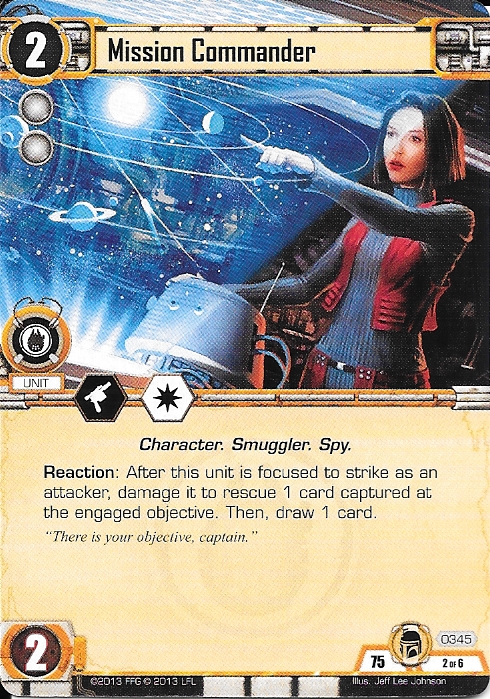 2
Mission Commander
UNIT
Character. Smuggler. Spy.
Reaction: After this unit is focused to strike as an
attacker, damage it to rescue 1 card captured at
the engaged objective. Then, draw 1 card.
“There is your objective, captain.”
2
0345
75
2 OF 6
©2013 FFG © 2013 LFL
Illus. Jeff Lee Johnson